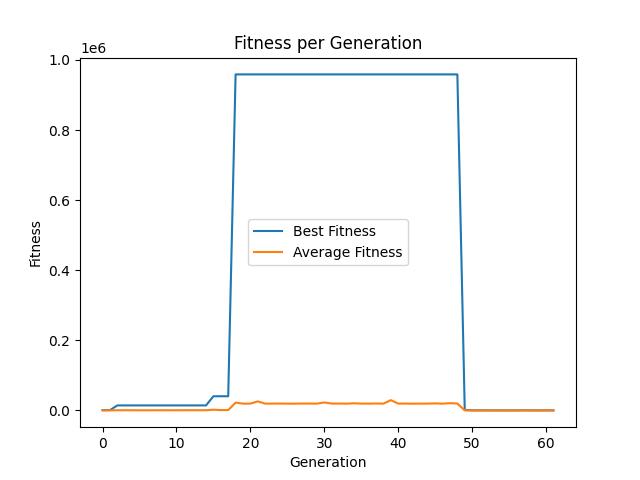 Fitness per Generation
1e6
1.0
0.8
0.6
0.4
0.2
0.0
Fitness
Best Fitness
Average Fitness
0 10 20 30 40 50 60
Generation